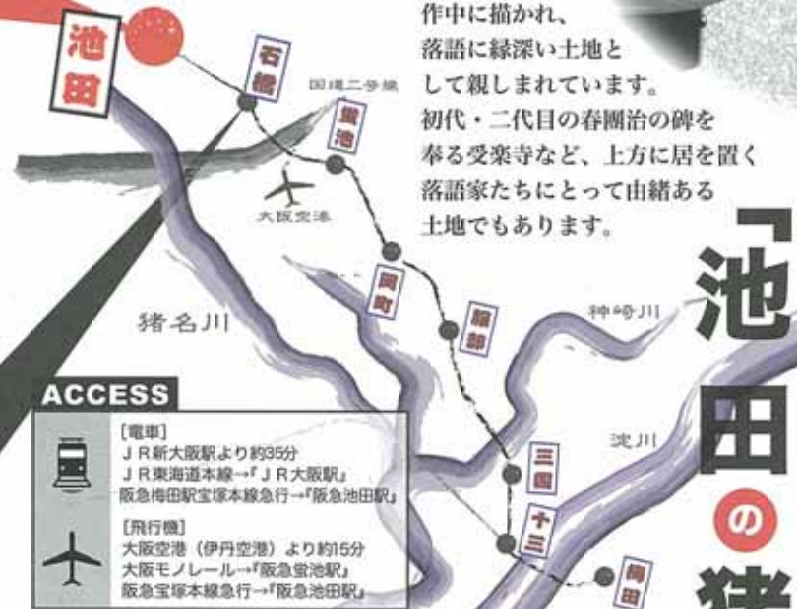 作中に描かれ、
落語に縁深い土地と
して親しまれています。
初代・二代目の春團治の碑を
奉る受楽寺など、上方に居を置く
落語家たちにとって由緒ある
土地でもあります。
「池田の猪
池田
石橋
国道二号線
蛍池
大阪空港
岡町
服部
猪名川
神崎川
淀川
三国
十三
梅田
ACCESS
[電車]
JR新大阪駅より約35分
JR東海道本線→『JR大阪駅』
阪急梅田駅宝塚本線急行→『阪急池田駅』
[飛行機]
大阪空港（伊丹空港）より約15分
大阪モノレール→『阪急蛍池駅』
阪急宝塚本線急行→『阪急池田駅』